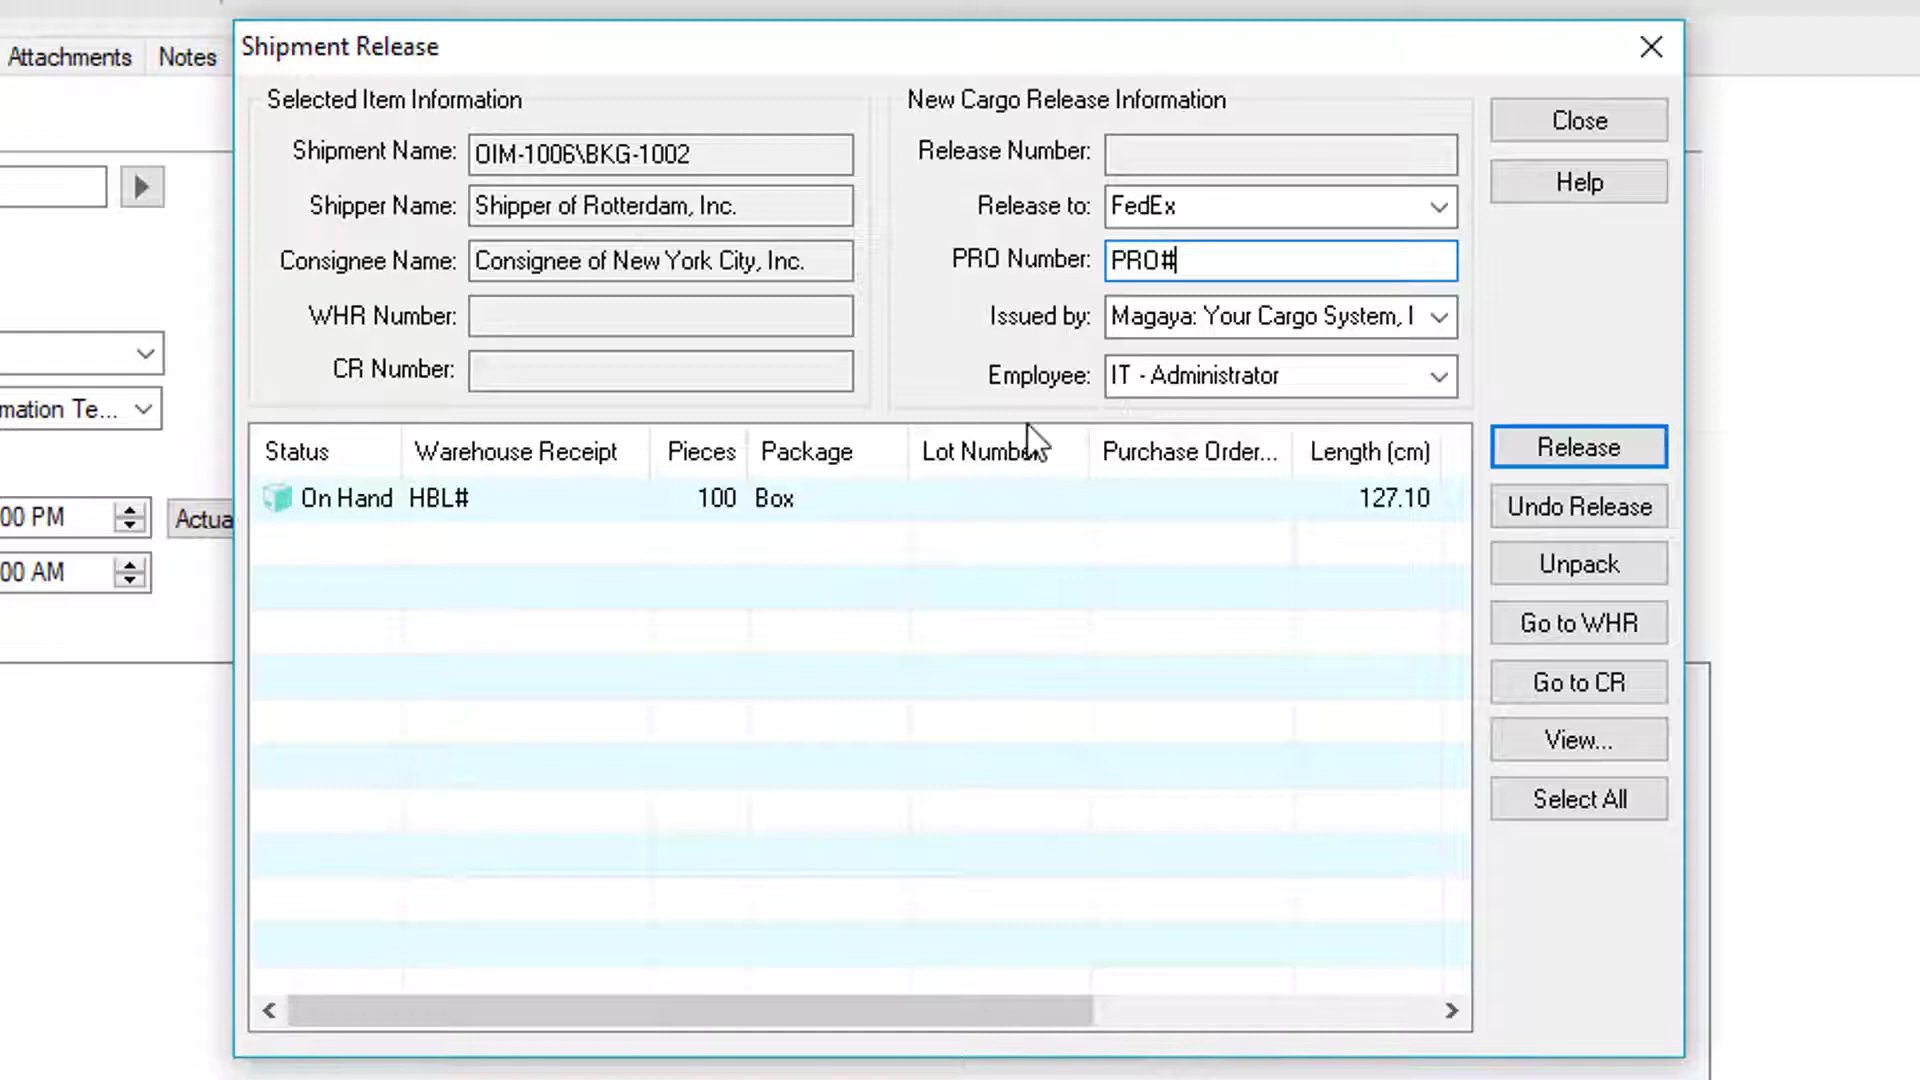 Attachments Notes
00 PM Actua
00 AM
mation Te...
Shipment Release
Selected Item Information
Shipment Name: OIM-1006\BKG-1002
Shipper Name: Shipper of Rotterdam, Inc.
Consignee Name: Consignee of New York City, Inc.
WHR Number:
CR Number:
New Cargo Release Information
Release Number:
Release to: FedEx
PRO Number: PRO#
Issued by: Magaya: Your Cargo System, I
Employee: IT - Administrator
Close
Help
Status Warehouse Receipt Pieces Package Lot Number Purchase Order... Length (cm)
On Hand HBL# 100 Box 127.10
Release
Undo Release
Unpack
Go to WHR
Go to CR
View...
Select All